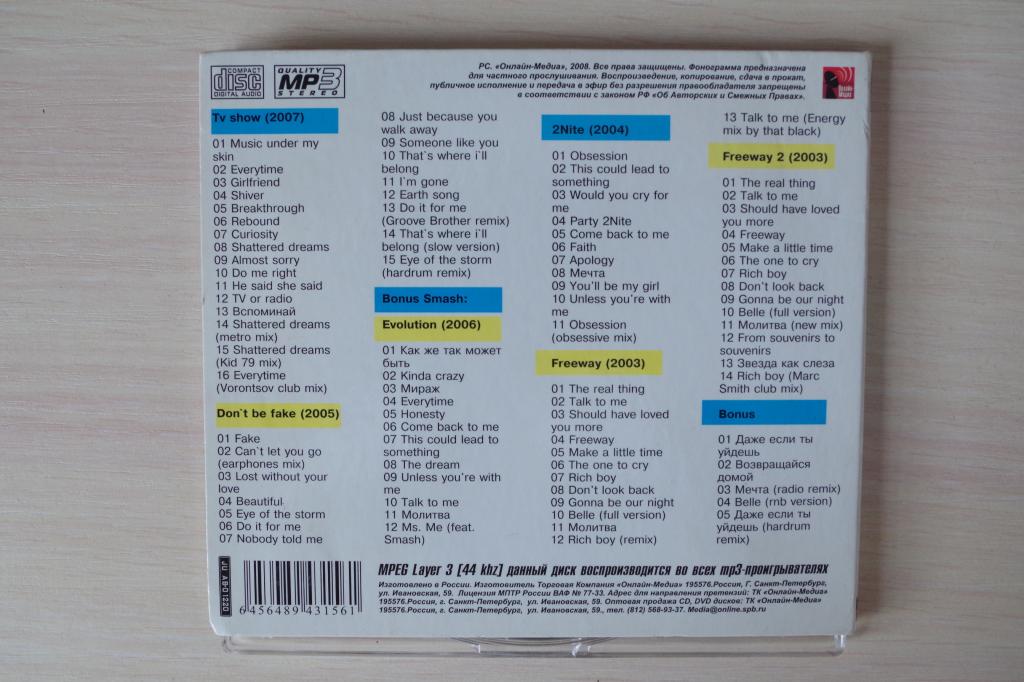 COMPACT
disc
DIGITAL AUDIO
QUALITY
MP3
STEREO
РС. «Онлайн-Медиа», 2008. Все права защищены. Фонограмма предназначена
для частного прослушивания. Воспроизведение, копирование, сдача в прокат,
публичное исполнение и передача в эфир без разрешения правообладателя запрещены
в соответствии с законом РФ «Об Авторских и Смежных Правах».
Онлайн
Медиа
Tv show (2007)
01 Music under my
skin
02 Everytime
03 Girlfriend
04 Shiver
05 Breakthrough
06 Rebound
07 Curiosity
08 Shattered dreams
09 Almost sorry
10 Do me right
11 He said she said
12 TV or radio
13 Вспоминай
14 Shattered dreams
(metro mix)
15 Shattered dreams
(Kid 79 mix)
16 Everytime
(Vorontsov club mix)
Don`t be fake (2005)
01 Fake
02 Can't let you go
(earphones mix)
03 Lost without your
love
04 Beautiful
05 Eye of the storm
06 Do it for me
07 Nobody told me
08 Just because you
walk away
09 Someone like you
10 That`s where i`ll
belong
11 I'm gone
12 Earth song
13 Do it for me
(Groove Brother remix)
14 That's where i`ll
belong (slow version)
15 Eye of the storm
(hardrum remix)
Bonus Smash:
Evolution (2006)
01 Как же так может
быть
02 Kinda crazy
03 Мираж
04 Everytime
05 Honesty
06 Come back to me
07 This could lead to
something
08 The dream
09 Unless you're with
me
10 Talk to me
11 Молитва
12 Ms. Me (feat.
Smash)
2Nite (2004)
01 Obsession
02 This could lead to
something
03 Would you cry for
me
04 Party 2Nite
05 Come back to me
06 Faith
07 Apology
08 Мечта
09 You'll be my girl
10 Unless you're with
me
11 Obsession
(obsessive mix)
Freeway (2003)
01 The real thing
02 Talk to me
03 Should have loved
you more
04 Freeway
05 Make a little time
06 The one to cry
07 Rich boy
08 Don't look back
09 Gonna be our night
10 Belle (full version)
11 Молитва
12 Rich boy (remix)
13 Talk to me (Energy
mix by that black)
Freeway 2 (2003)
01 The real thing
02 Talk to me
03 Should have loved
you more
04 Freeway
05 Make a little time
06 The one to cry
07 Rich boy
08 Don't look back
09 Gonna be our night
10 Belle (full version)
11 Молитва (new mix)
12 From souvenirs to
souvenirs
13 Звезда как слеза
14 Rich boy (Marc
Smith club mix)
Bonus
01 Даже если ты
уйдешь
02 Возвращайся
домой
03 Мечта (radio remix)
04 Belle (rnb version)
05 Даже если ты
уйдешь (hardrum
remix)
JU AB-01220
6 456489 431561
MPEG Layer 3 [44 khz] данный диск воспроизводится во всех mp3-проигрывателях
Изготовлено в России. Изготовитель Торговая Компания «Онлайн-Медиа» 195576.Россия, Г. Санкт-Петербург,
ул. Ивановская, 59. Лицензия МПТР России ВАФ № 77-33. Адрес для направления претензий: ТК «Онлайн-Медиа»
195576.Россия, г. Санкт-Петербург, ул. Ивановская, 59. Оптовая продажа CD, DVD дисков: ТК «Онлайн-Медиа»
195576.Россия, г. Санкт-Петербург, ул. Ивановская, 59., тел. (812) 568-93-37. Media@online.spb.ru